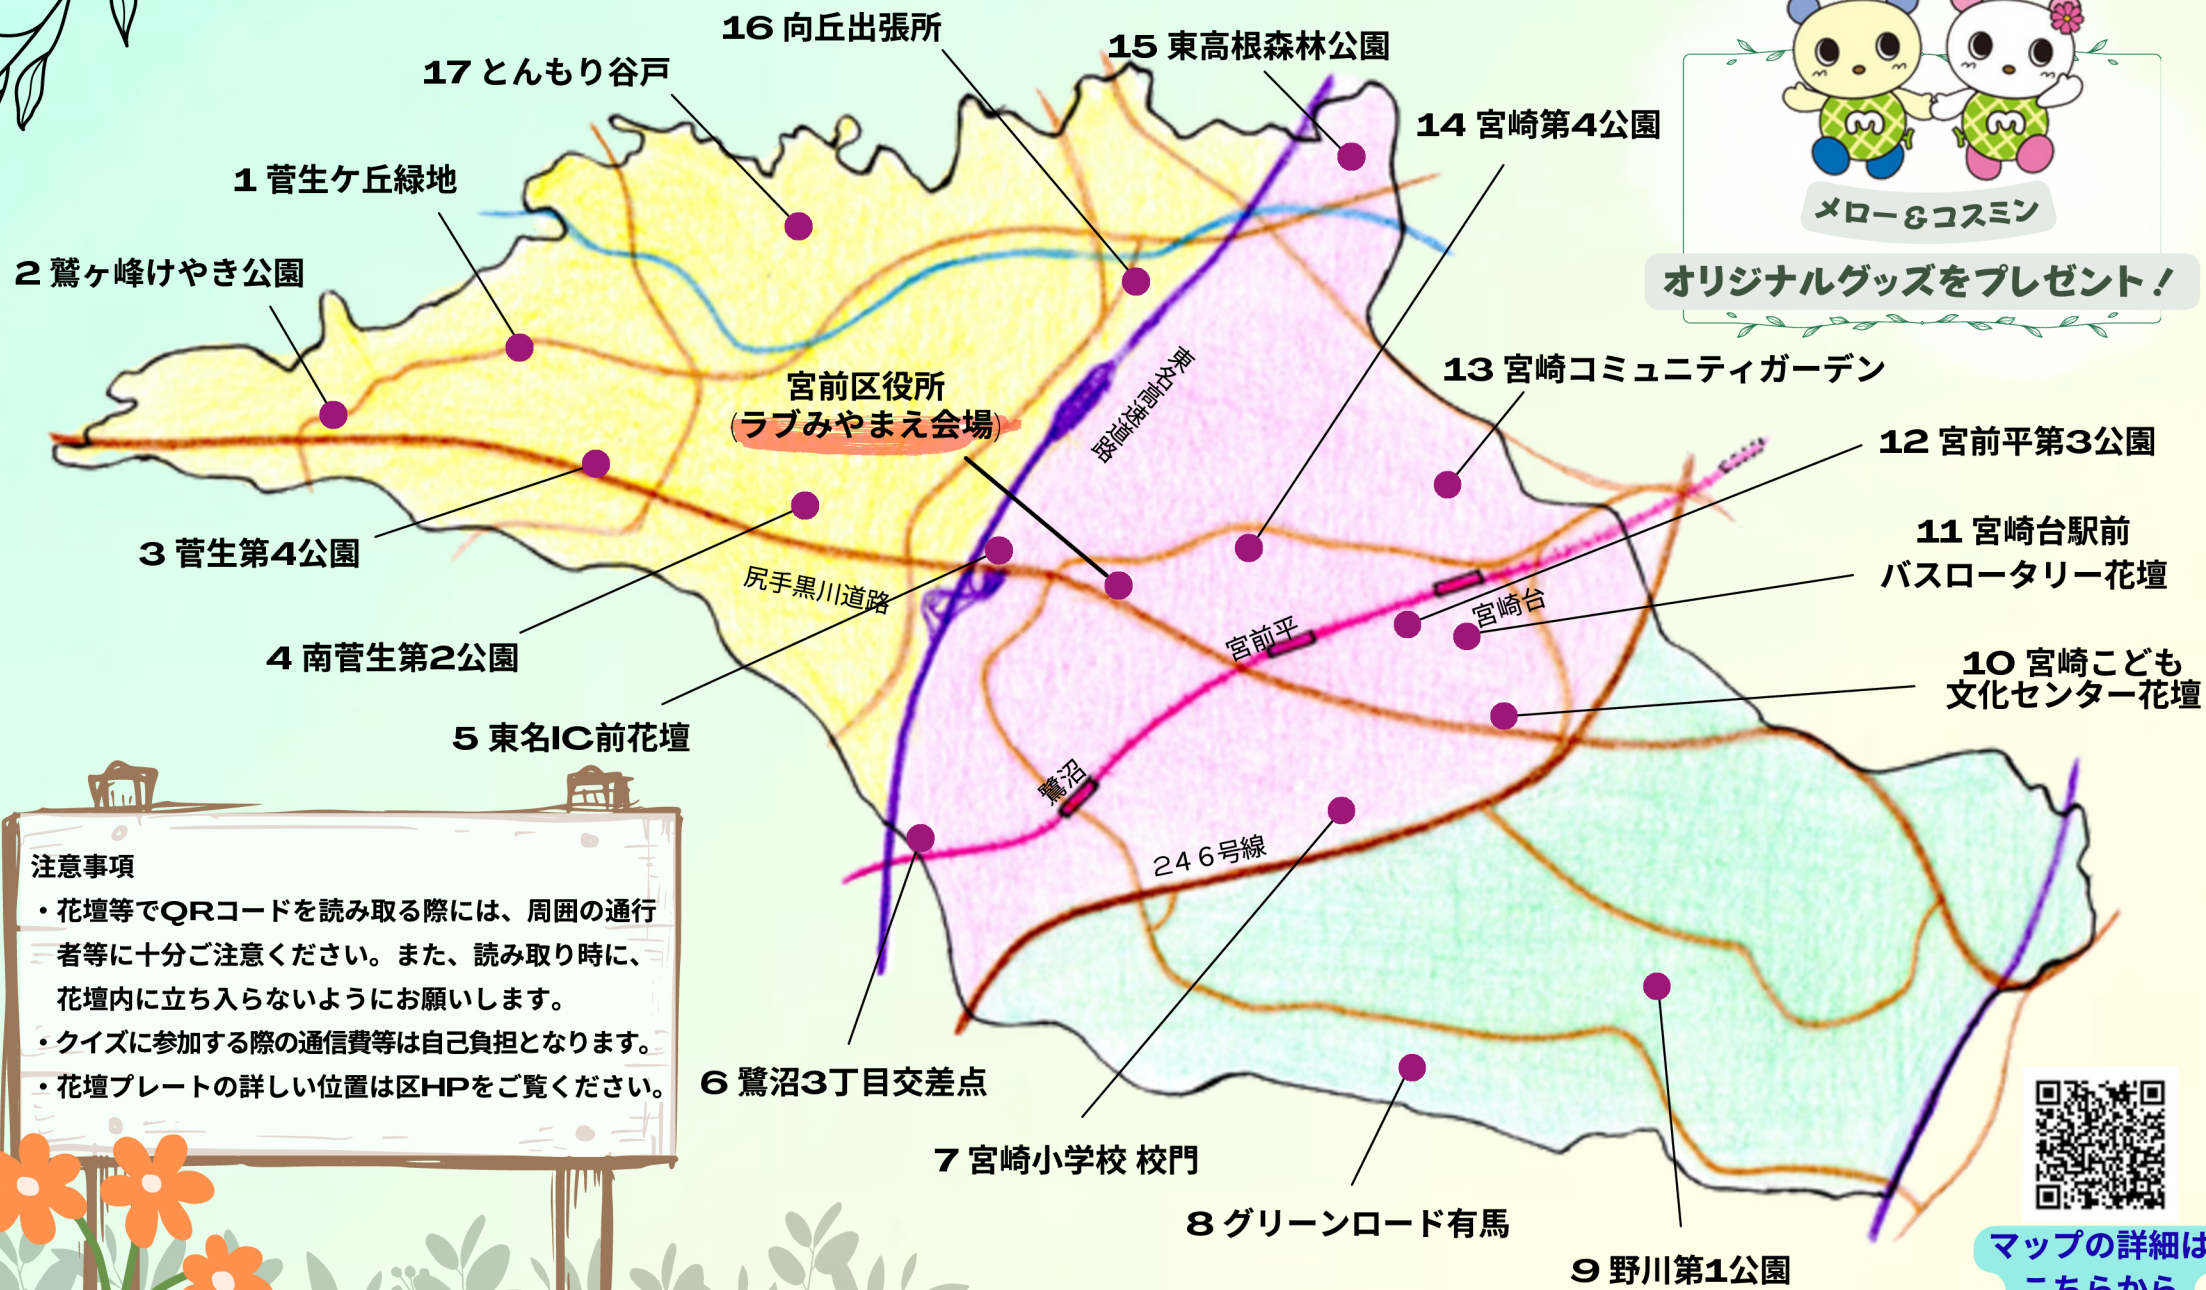 16 向丘出張所
15 東高根森林公園
17 とんもり谷戸
14 宮崎第4公園
1 菅生ケ丘緑地
メロー&コスミン
2 鷲ヶ峰けやき公園
オリジナルグッズをプレゼント！
東名高速道路
宮前区役所
(ラブみやまえ会場)
13 宮崎コミュニティガーデン
12 宮前平第3公園
11 宮崎台駅前
バスロータリー花壇
3 菅生第4公園
尻手黒川道路
宮崎台
宮前平
4 南菅生第2公園
10 宮崎こども
文化センター花壇
5 東名IC前花壇
鷺沼
246号線
注意事項
・花壇等でQRコードを読み取る際には、周囲の通行
者等に十分ご注意ください。また、読み取り時に、
花壇内に立ち入らないようにお願いします。
・クイズに参加する際の通信費等は自己負担となります。
・花壇プレートの詳しい位置は区HPをご覧ください。
6 鷺沼3丁目交差点
7 宮崎小学校 校門
8 グリーンロード有馬
9 野川第1公園
マップの詳細は
こちらから